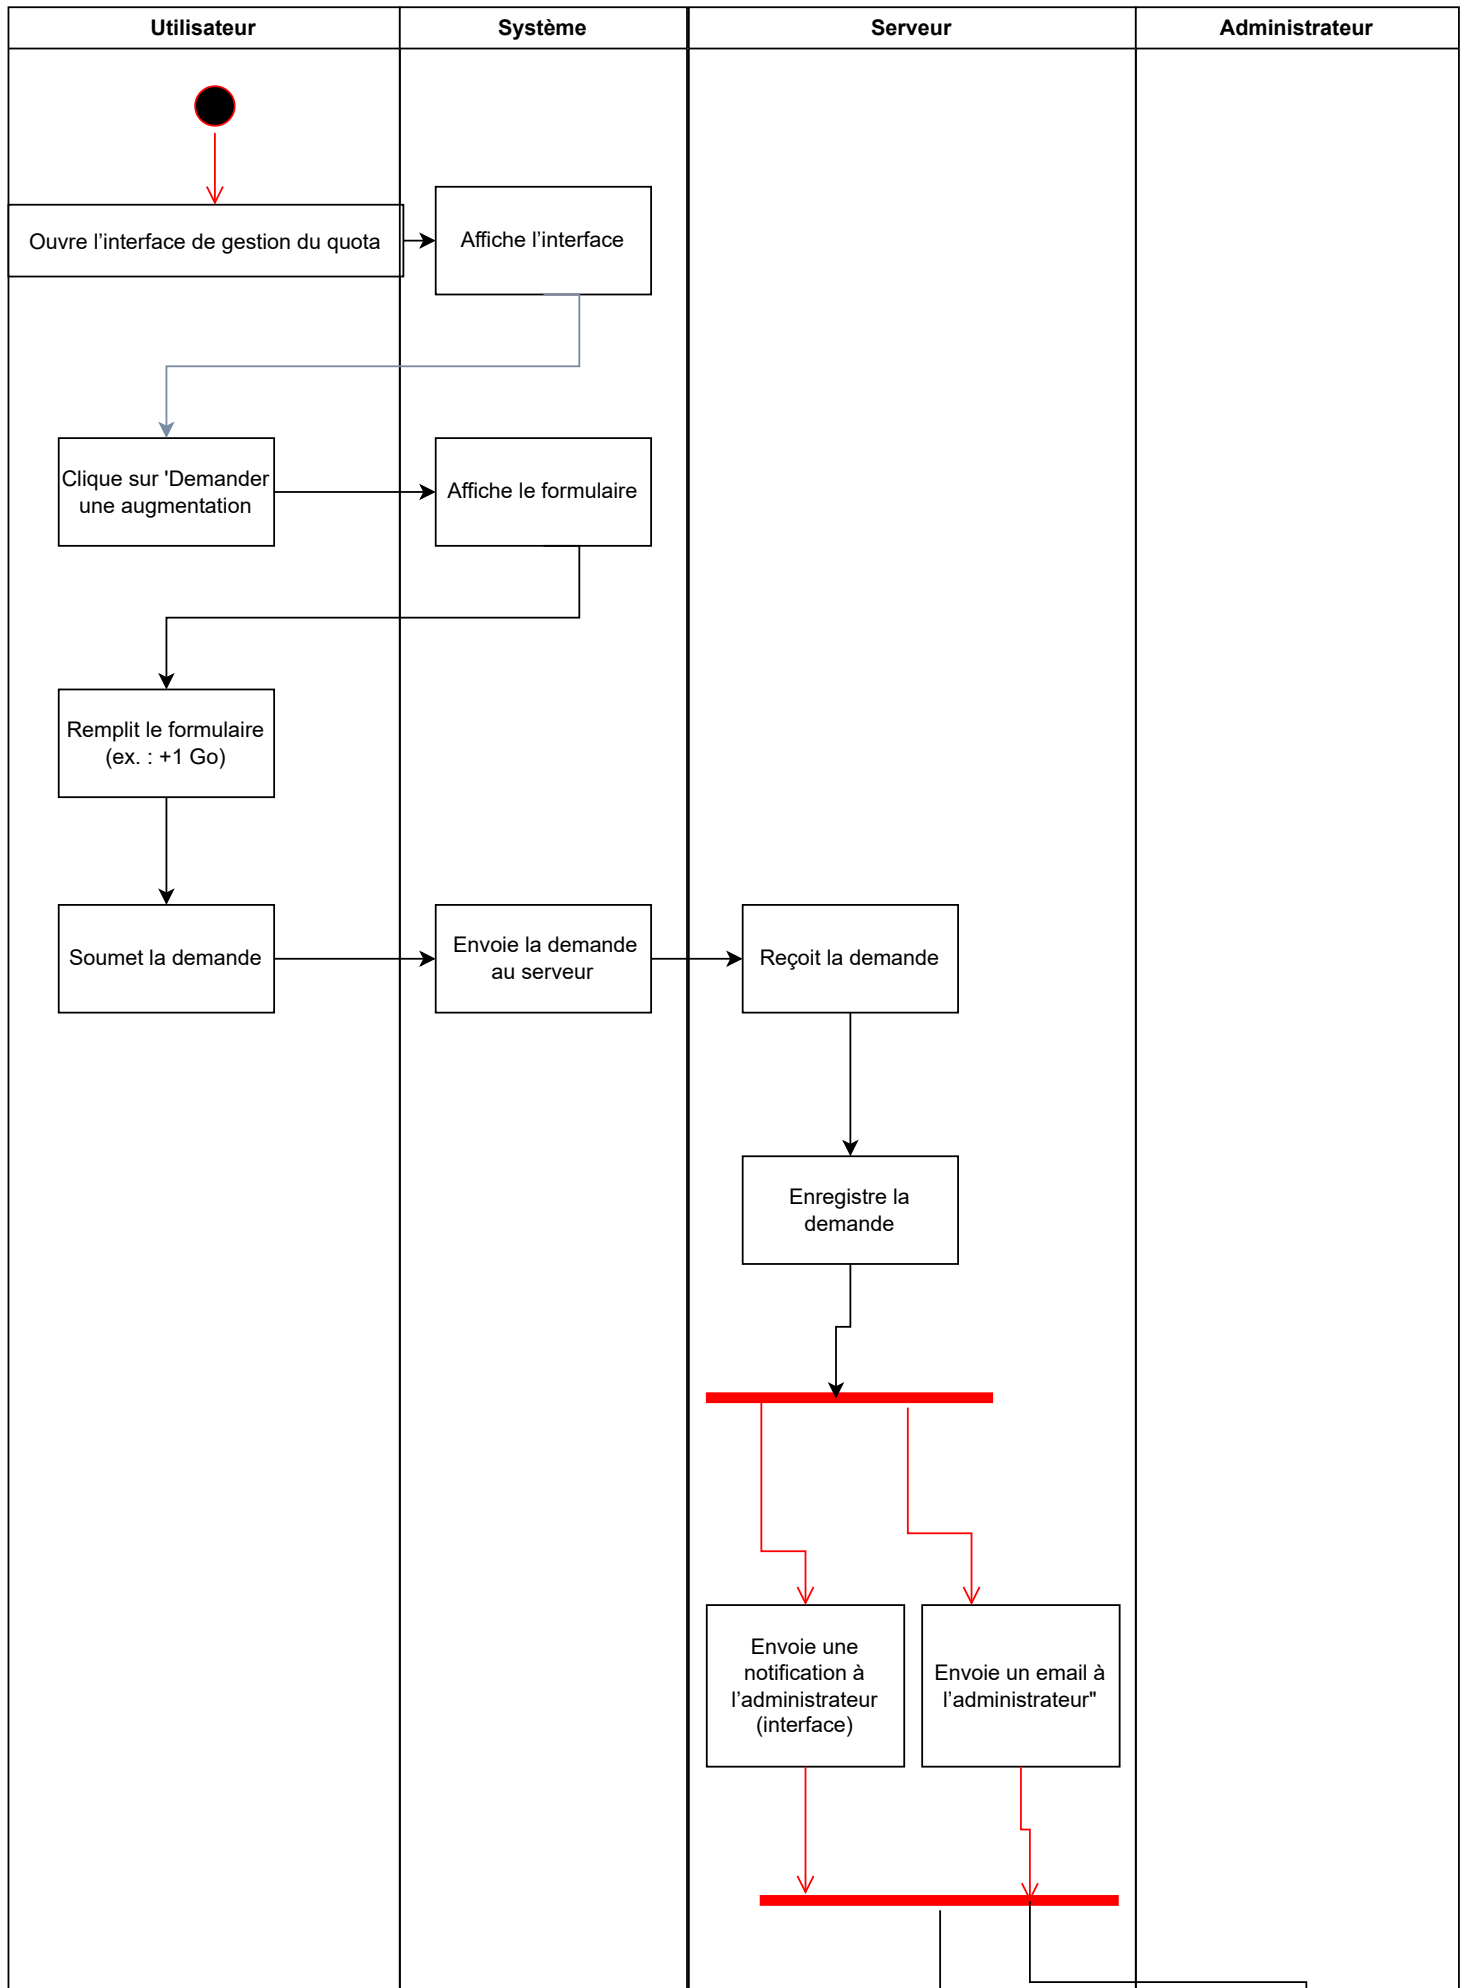 Utilisateur
Système
Serveur
Administrateur
Ouvre l’interface de gestion du quota
Affiche l’interface
Clique sur 'Demander
une augmentation
Affiche le formulaire
Remplit le formulaire
(ex. : +1 Go)
Soumet la demande
Envoie la demande
au serveur
Reçoit la demande
Enregistre la
demande
Envoie une
notification à
l’administrateur
(interface)
Envoie un email à
l’administrateur"